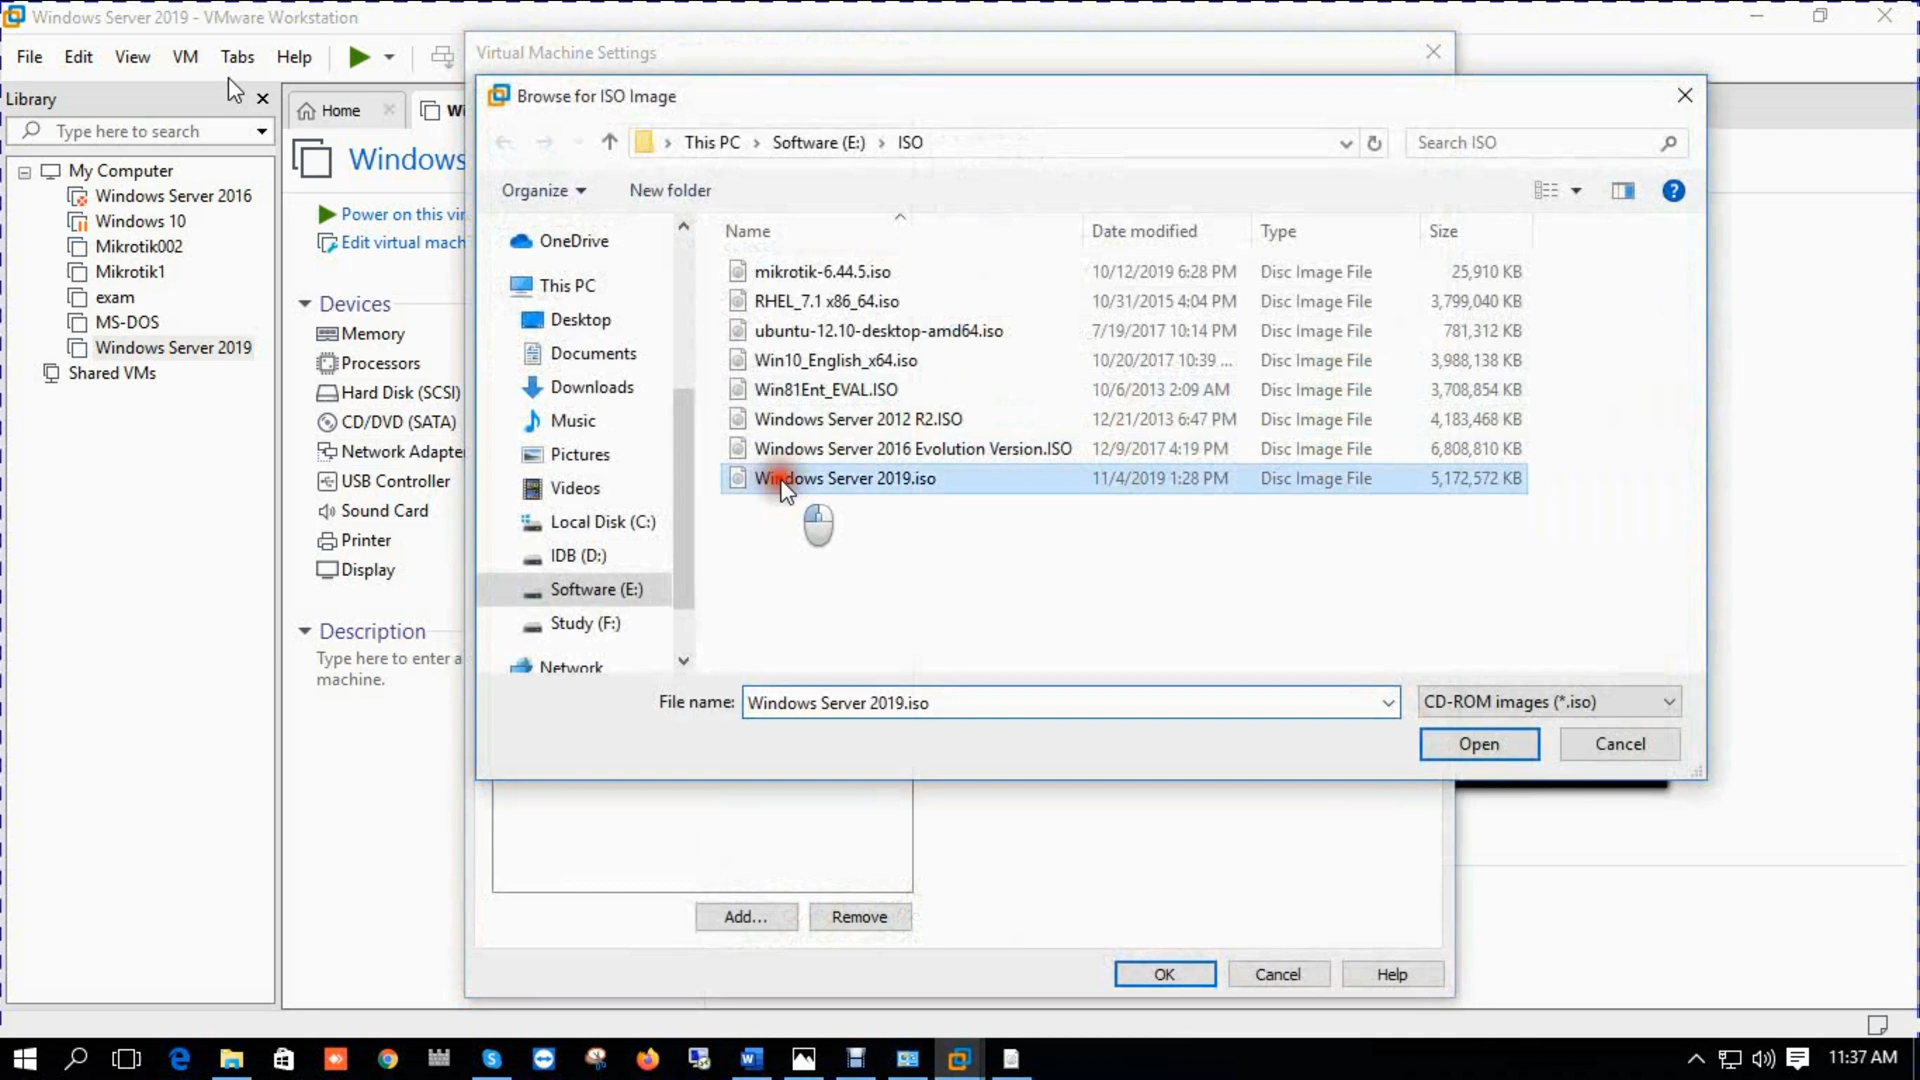 Windows Server 2019 - VMware Workstation
File Edit View VM Tabs Help
Library
Type here to search
My Computer
Windows Server 2016
Windows 10
Mikrotik002
Mikrotik1
exam
MS-DOS
Windows Server 2019
Shared VMs
Home
Windows
Power on this vir
Edit virtual mach
Devices
Memory
Processors
Hard Disk (SCSI)
CD/DVD (SATA)
Network Adapte
USB Controller
Sound Card
Printer
Display
Description
Type here to enter a
machine.
Virtual Machine Settings
Browse for ISO Image
This PC > Software (E:) > ISO
Search ISO
Organize New folder
OneDrive
This PC
Desktop
Documents
Downloads
Music
Pictures
Videos
Local Disk (C:)
IDB (D:)
Software (E:)
Study (F:)
Network
Name Date modified Type Size
mikrotik-6.44.5.iso 10/12/2019 6:28 PM Disc Image File 25,910 KB
RHEL_7.1 x86_64.iso 10/31/2015 4:04 PM Disc Image File 3,799,040 KB
ubuntu-12.10-desktop-amd64.iso 7/19/2017 10:14 PM Disc Image File 781,312 KB
Win10_English_x64.iso 10/20/2017 10:39 ... Disc Image File 3,988,138 KB
Win81Ent_EVAL.ISO 10/6/2013 2:09 AM Disc Image File 3,708,854 KB
Windows Server 2012 R2.ISO 12/21/2013 6:47 PM Disc Image File 4,183,468 KB
Windows Server 2016 Evolution Version.ISO 12/9/2017 4:19 PM Disc Image File 6,808,810 KB
Windows Server 2019.iso 11/4/2019 1:28 PM Disc Image File 5,172,572 KB
File name: Windows Server 2019.iso CD-ROM images (*.iso)
Open Cancel
Add... Remove
OK Cancel Help
11:37 AM